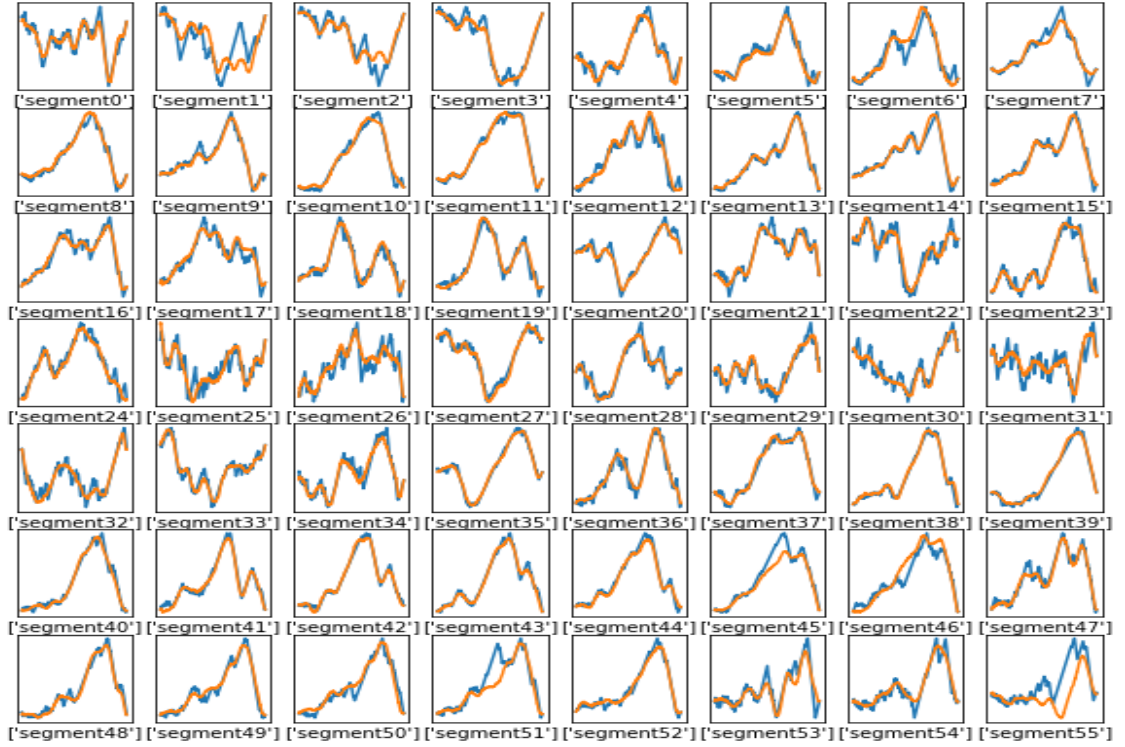 ['segment0'] ['segment1'] ['segment2'] ['segment3'] ['segment4'] ['segment5'] ['segment6'] ['segment7']
['segment8'] ['segment9'] ['segment10'] ['segment11'] ['segment12'] ['segment13'] ['segment14'] ['segment15']
['segment16'] ['segment17'] ['segment18'] ['segment19'] ['segment20'] ['segment21'] ['segment22'] ['segment23']
['segment24'] ['segment25'] ['segment26'] ['segment27'] ['segment28'] ['segment29'] ['segment30'] ['segment31']
['segment32'] ['segment33'] ['segment34'] ['segment35'] ['segment36'] ['segment37'] ['segment38'] ['segment39']
['segment40'] ['segment41'] ['segment42'] ['segment43'] ['segment44'] ['segment45'] ['segment46'] ['segment47']
['segment48'] ['segment49'] ['segment50'] ['segment51'] ['segment52'] ['segment53'] ['segment54'] ['segment55']